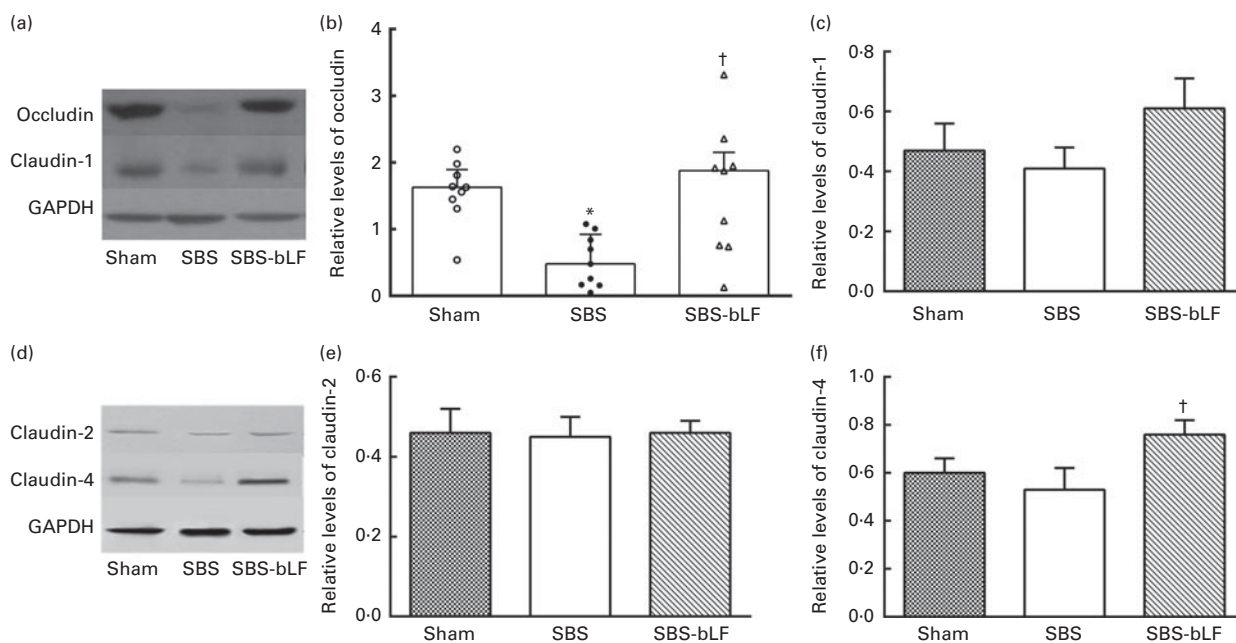 (a)
Occludin
Claudin-1
GAPDH
Sham SBS SBS-bLF
(b)
Relative levels of occludin
4
3
2
1
0
*
†
Sham SBS SBS-bLF
(c)
Relative levels of claudin-1
0·8
0·6
0·4
0·2
0·0
Sham SBS SBS-bLF
(d)
Claudin-2
Claudin-4
GAPDH
Sham SBS SBS-bLF
(e)
Relative levels of claudin-2
0·6
0·4
0·2
0·0
Sham SBS SBS-bLF
(f)
Relative levels of claudin-4
1·0
0·8
0·6
0·4
0·2
0·0
†
Sham SBS SBS-bLF